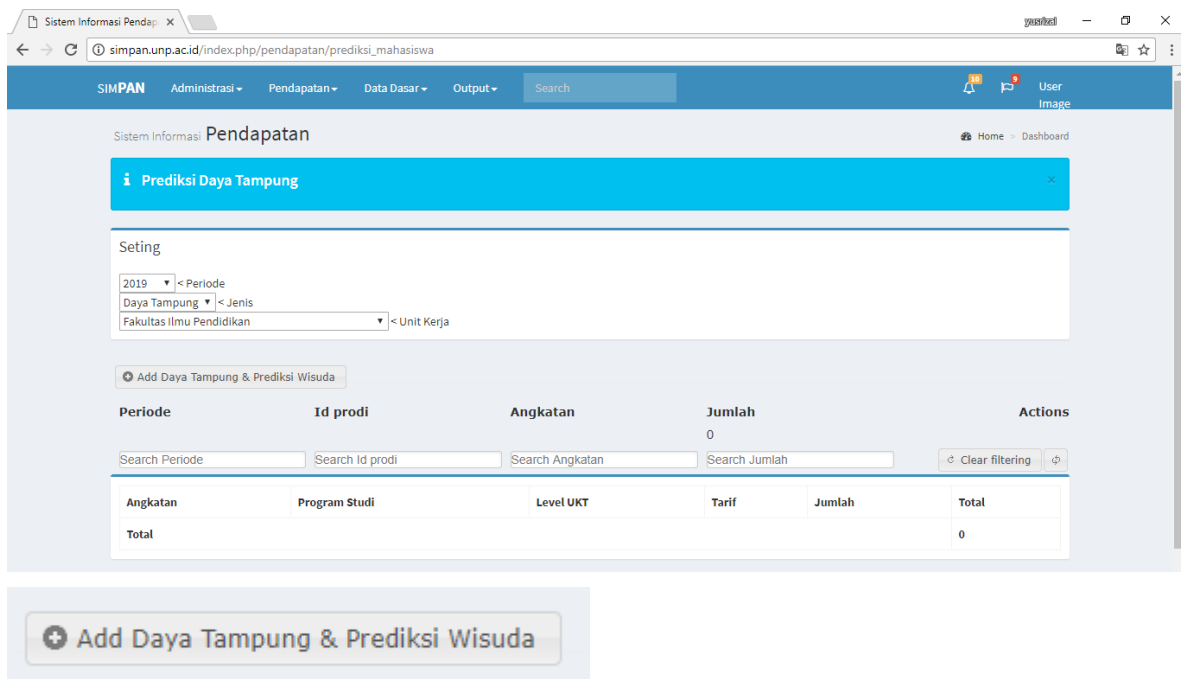 Sistem Informasi Pendap
yusrizal
simpan.unp.ac.id/index.php/pendapatan/prediksi_mahasiswa
SIMPAN Administrasi Pendapatan Data Dasar Output Search 10 9 User Image
Sistem Informasi Pendapatan Home > Dashboard
i Prediksi Daya Tampung ×
Seting
2019 < Periode
Daya Tampung < Jenis
Fakultas Ilmu Pendidikan < Unit Kerja
Add Daya Tampung & Prediksi Wisuda
Periode Id prodi Angkatan Jumlah Actions
0
Search Periode Search Id prodi Search Angkatan Search Jumlah Clear filtering
Angkatan Program Studi Level UKT Tarif Jumlah Total
Total 0
Add Daya Tampung & Prediksi Wisuda